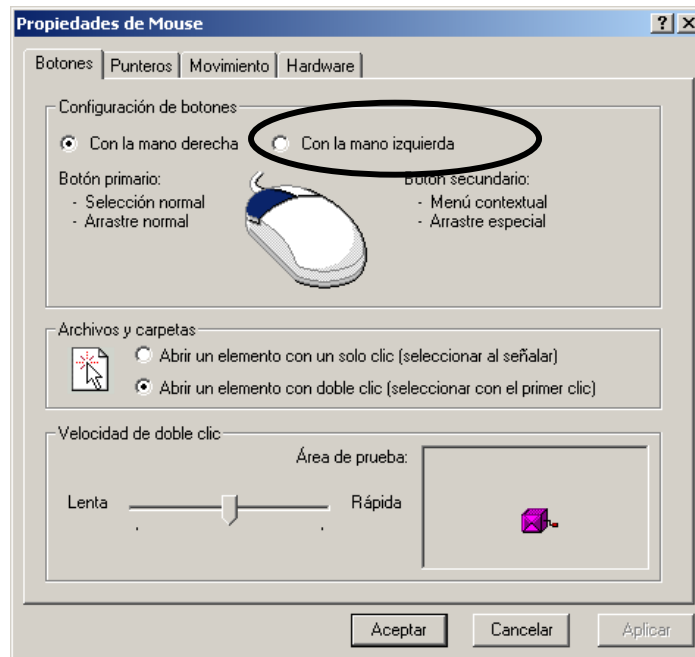 Propiedades de Mouse
Botones Punteros Movimiento Hardware
Configuración de botones
Con la mano derecha Con la mano izquierda
Botón primario: Botón secundario:
- Selección normal - Menú contextual
- Arrastre normal - Arrastre especial
Archivos y carpetas
Abrir un elemento con un solo clic (seleccionar al señalar)
Abrir un elemento con doble clic (seleccionar con el primer clic)
Velocidad de doble clic
Área de prueba:
Lenta Rápida
Aceptar Cancelar Aplicar